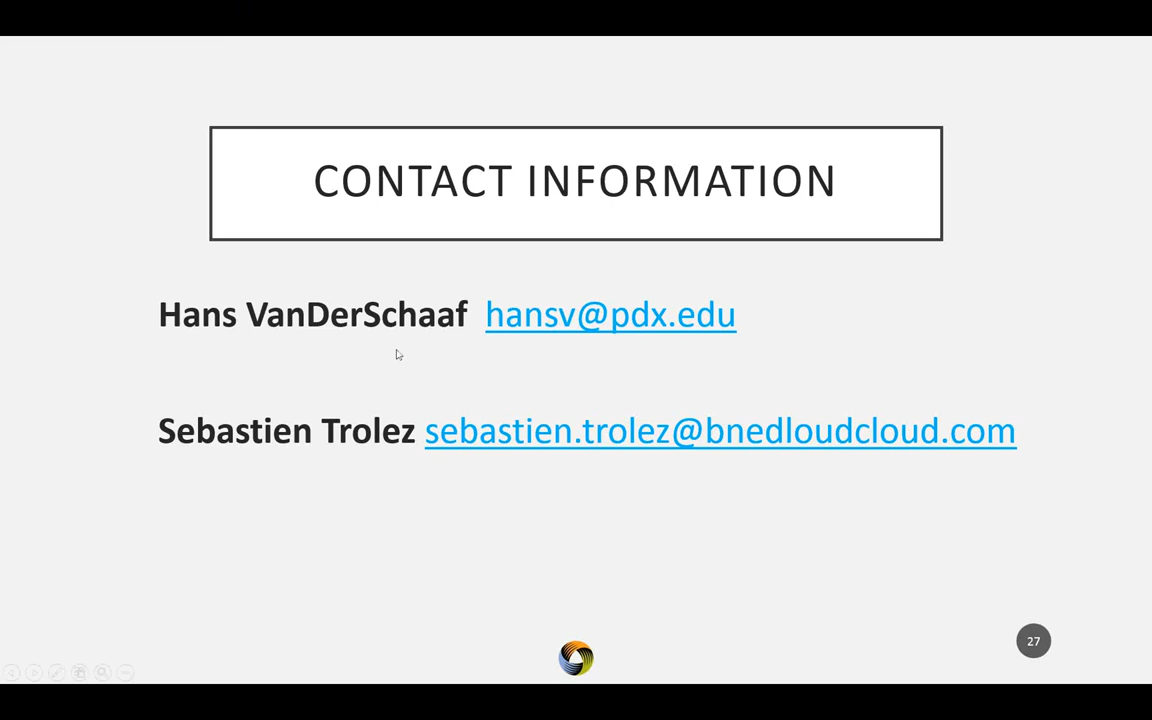 CONTACT INFORMATION
Hans VanDerSchaaf hansv@pdx.edu
Sebastien Trolez sebastien.trolez@bnedloudcloud.com
27